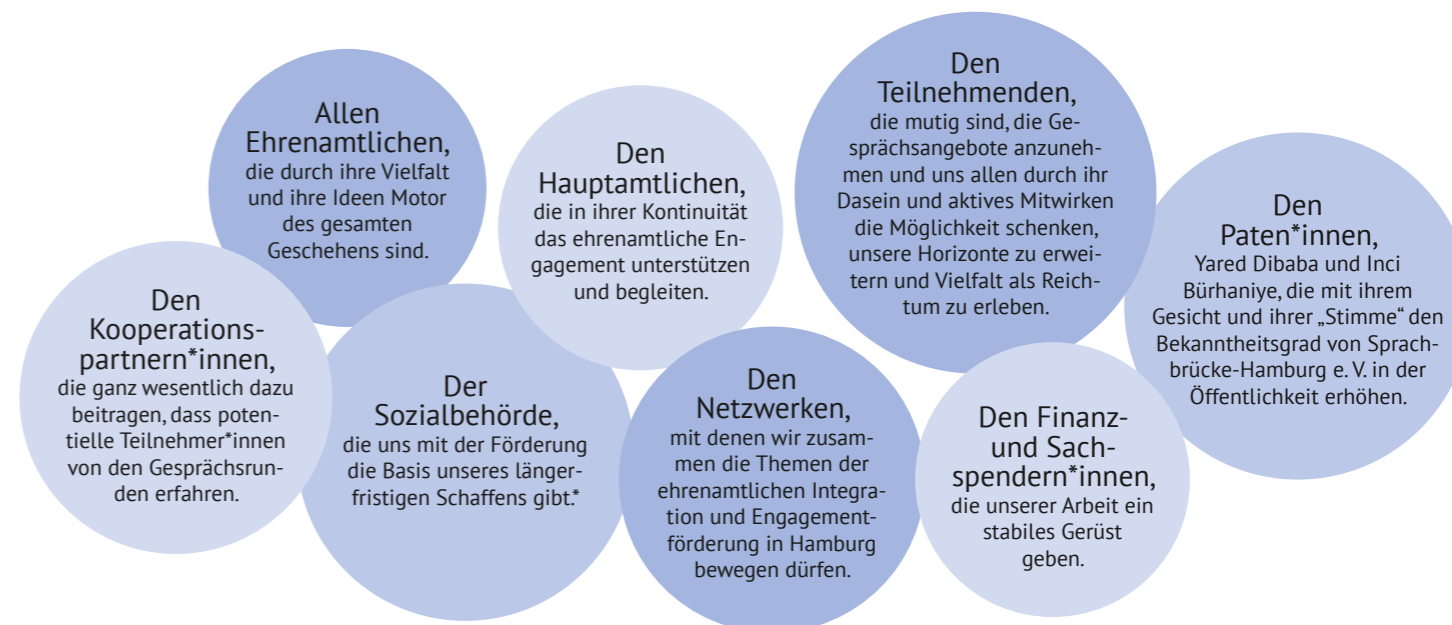 Allen
Ehrenamtlichen,
die durch ihre Vielfalt
und ihre Ideen Motor
des gesamten
Geschehens sind.
Den
Hauptamtlichen,
die in ihrer Kontinuität
das ehrenamtliche En-
gagement unterstützen
und begleiten.
Den
Teilnehmenden,
die mutig sind, die Ge-
sprächsangebote anzuneh-
men und uns allen durch ihr
Dasein und aktives Mitwirken
die Möglichkeit schenken,
unsere Horizonte zu erwei-
tern und Vielfalt als Reich-
tum zu erleben.
Den
Paten*innen,
Yared Dibaba und Inci
Bürhaniye, die mit ihrem
Gesicht und ihrer „Stimme“ den
Bekanntheitsgrad von Sprach-
brücke-Hamburg e. V. in der
Öffentlichkeit erhöhen.
Den
Kooperations-
partnern*innen,
die ganz wesentlich dazu
beitragen, dass poten-
tielle Teilnehmer*innen
von den Gesprächsrun-
den erfahren.
Der
Sozialbehörde,
die uns mit der Förderung
die Basis unseres länger-
fristigen Schaffens gibt.*
Den
Netzwerken,
mit denen wir zusam-
men die Themen der
ehrenamtlichen Integra-
tion und Engagement-
förderung in Hamburg
bewegen dürfen.
Den Finanz-
und Sach-
spendern*innen,
die unserer Arbeit ein
stabiles Gerüst
geben.